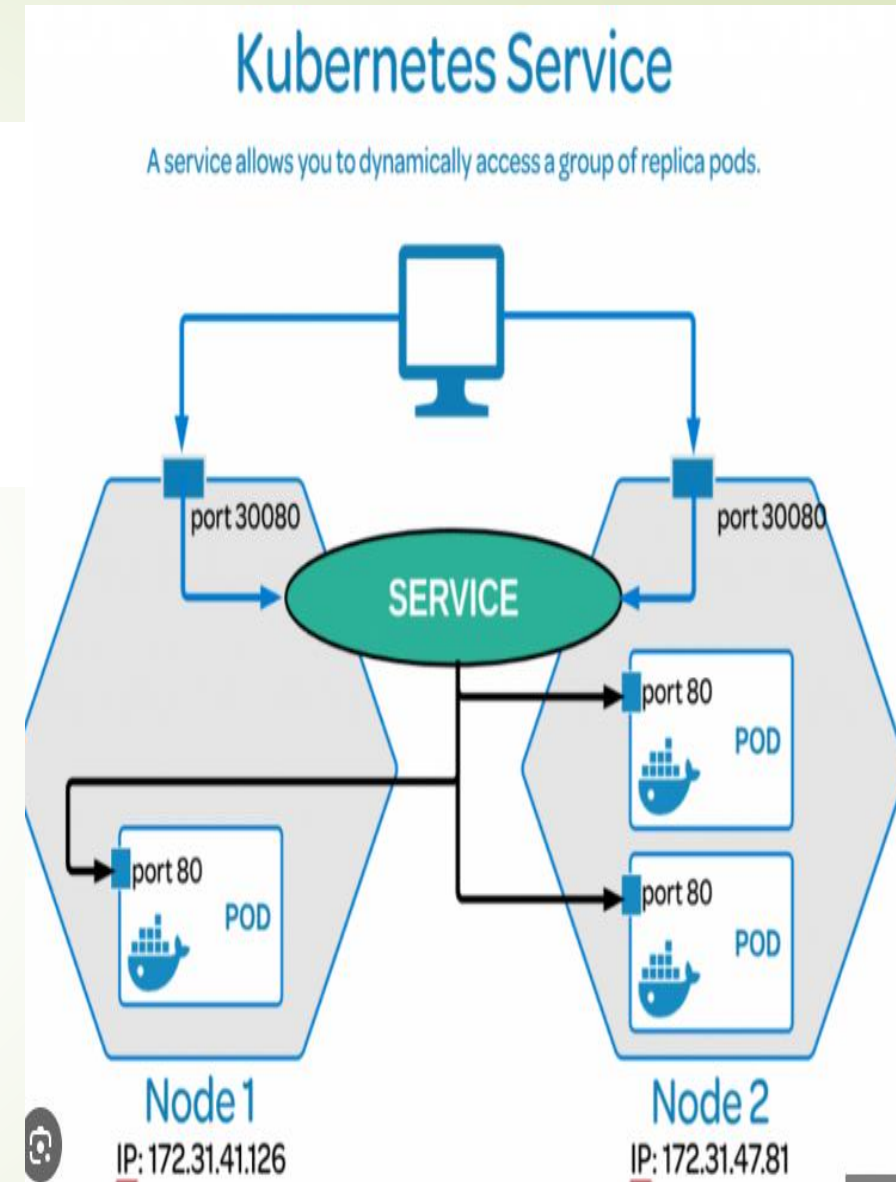 Kubernetes Service
A service allows you to dynamically access a group of replica pods.
port 30080
port 30080
SERVICE
port 80
POD
port 80
POD
port 80
POD
Node 1
IP: 172.31.41.126
Node 2
IP: 172.31.47.81